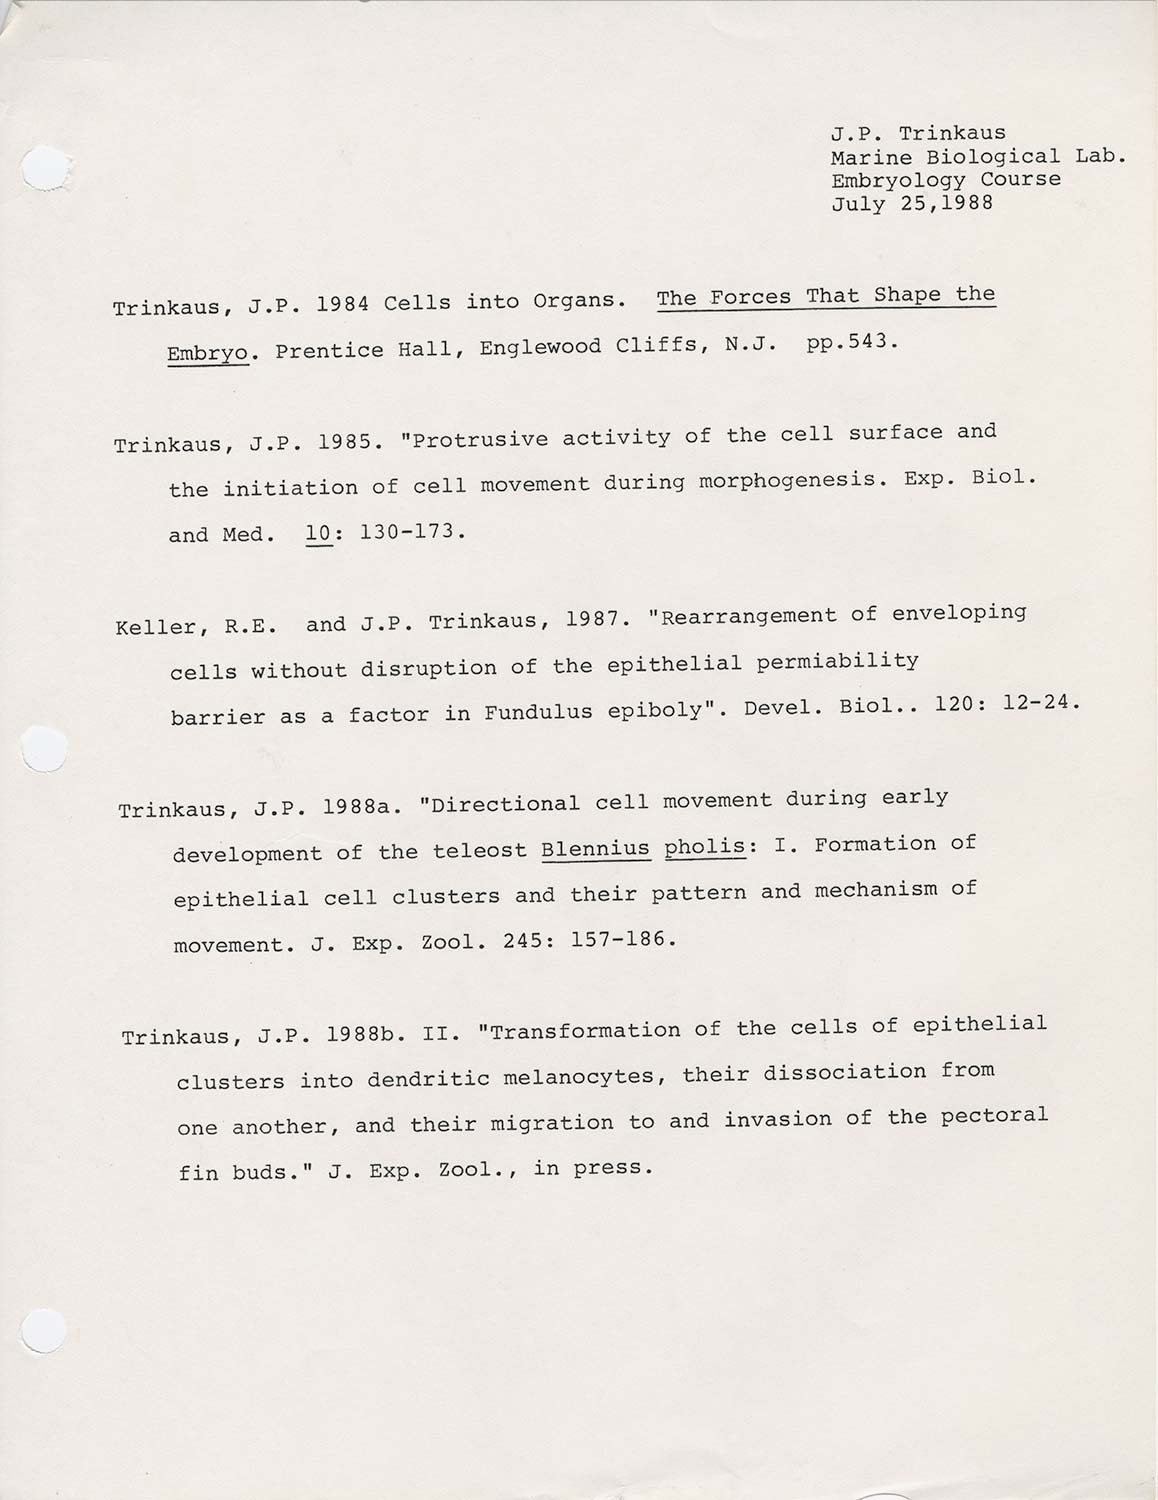 J.P. Trinkaus
Marine Biological Lab.
Embryology Course
July 25,1988
Trinkaus, J.P. 1984 Cells into Organs. The Forces That Shape the
Embryo. Prentice Hall, Englewood Cliffs, N.J. pp.543.
Trinkaus, J.P. 1985. "Protrusive activity of the cell surface and
the initiation of cell movement during morphogenesis. Exp. Biol.
and Med. 10: 130-173.
Keller, R.E. and J.P. Trinkaus, 1987. "Rearrangement of enveloping
cells without disruption of the epithelial permiability
barrier as a factor in Fundulus epiboly". Devel. Biol.. 120: 12-24.
Trinkaus, J.P. 1988a. "Directional cell movement during early
development of the teleost Blennius pholis: I. Formation of
epithelial cell clusters and their pattern and mechanism of
movement. J. Exp. Zool. 245: 157-186.
Trinkaus, J.P. 1988b. II. "Transformation of the cells of epithelial
clusters into dendritic melanocytes, their dissociation from
one another, and their migration to and invasion of the pectoral
fin buds." J. Exp. Zool., in press.